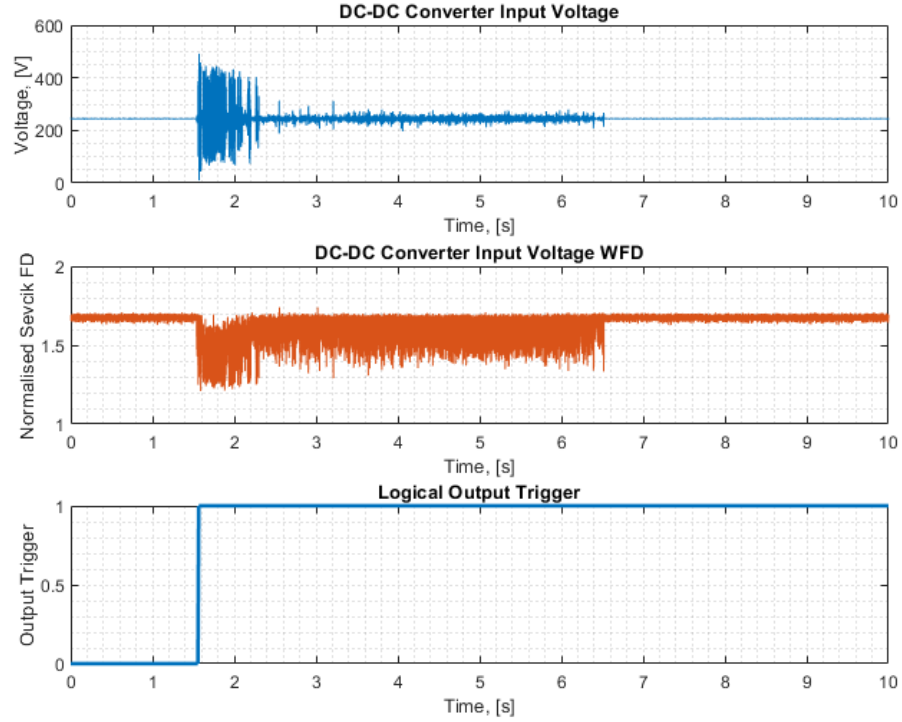 DC-DC Converter Input Voltage
Voltage, [V]
600
400
200
0
0 1 2 3 4 5 6 7 8 9 10
Time, [s]
DC-DC Converter Input Voltage WFD
Normalised Sevcik FD
2
1.5
1
0 1 2 3 4 5 6 7 8 9 10
Time, [s]
Logical Output Trigger
Output Trigger
1
0.5
0
0 1 2 3 4 5 6 7 8 9 10
Time, [s]